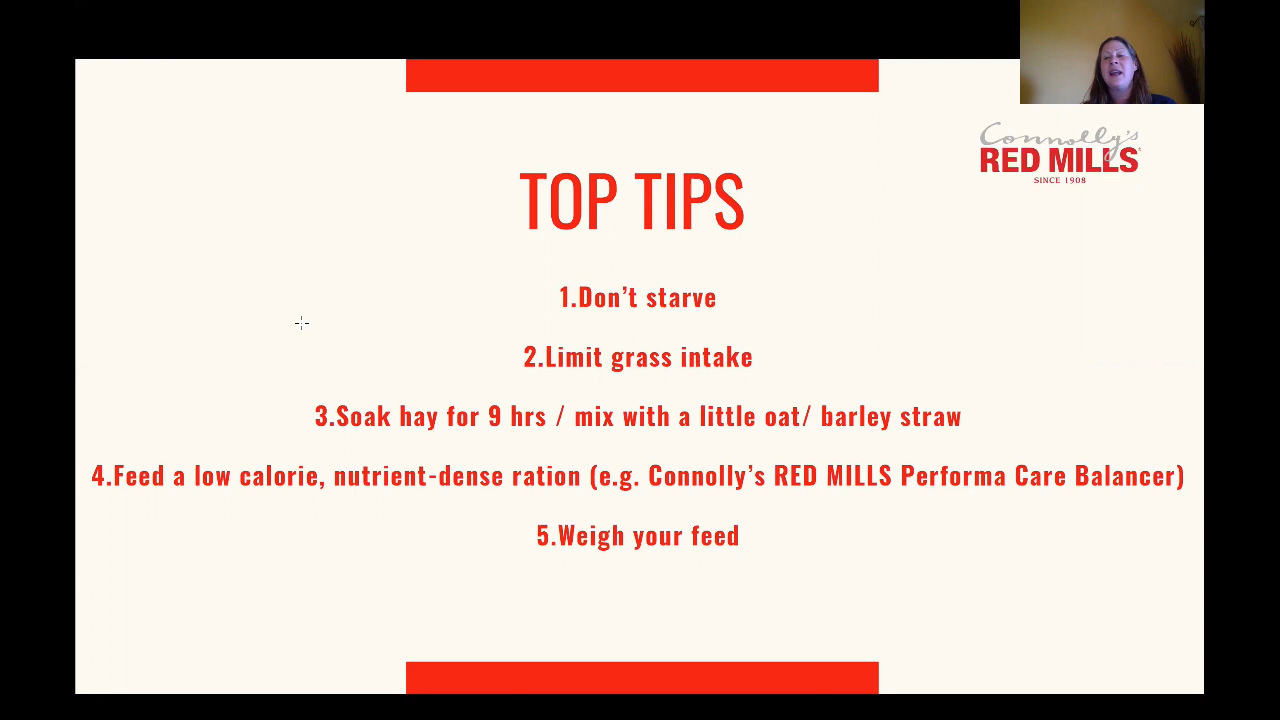 Connolly's
RED MILLS
SINCE 1908
TOP TIPS
1.Don't starve
2.Limit grass intake
3.Soak hay for 9 hrs / mix with a little oat/ barley straw
4.Feed a low calorie, nutrient-dense ration (e.g. Connolly's RED MILLS Performa Care Balancer)
5.Weigh your feed